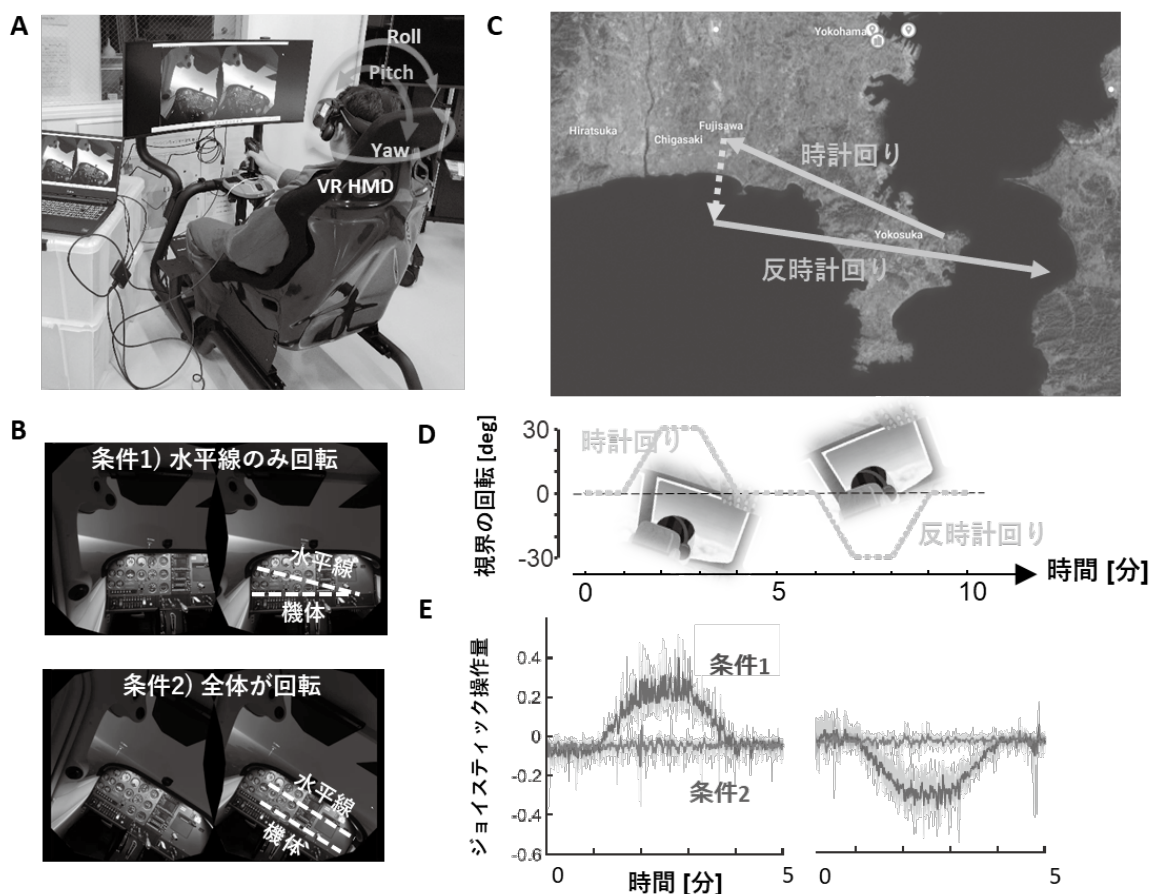 A
Roll
Pitch
Yaw
VR HMD
B
条件1) 水平線のみ回転
水平線
機体
条件2) 全体が回転
水平線
機体
C
Yokohama
Hiratsuka
Chigasaki
Fujisawa
時計回り
Yokosuka
反時計回り
D
視界の回転 [deg]
30
0
-30
時計回り
反時計回り
0
5
10
時間 [分]
E
ジョイスティック操作量
0.4
0.2
0
-0.2
-0.4
-0.6
条件1
条件2
0
5
0
5
時間 [分]